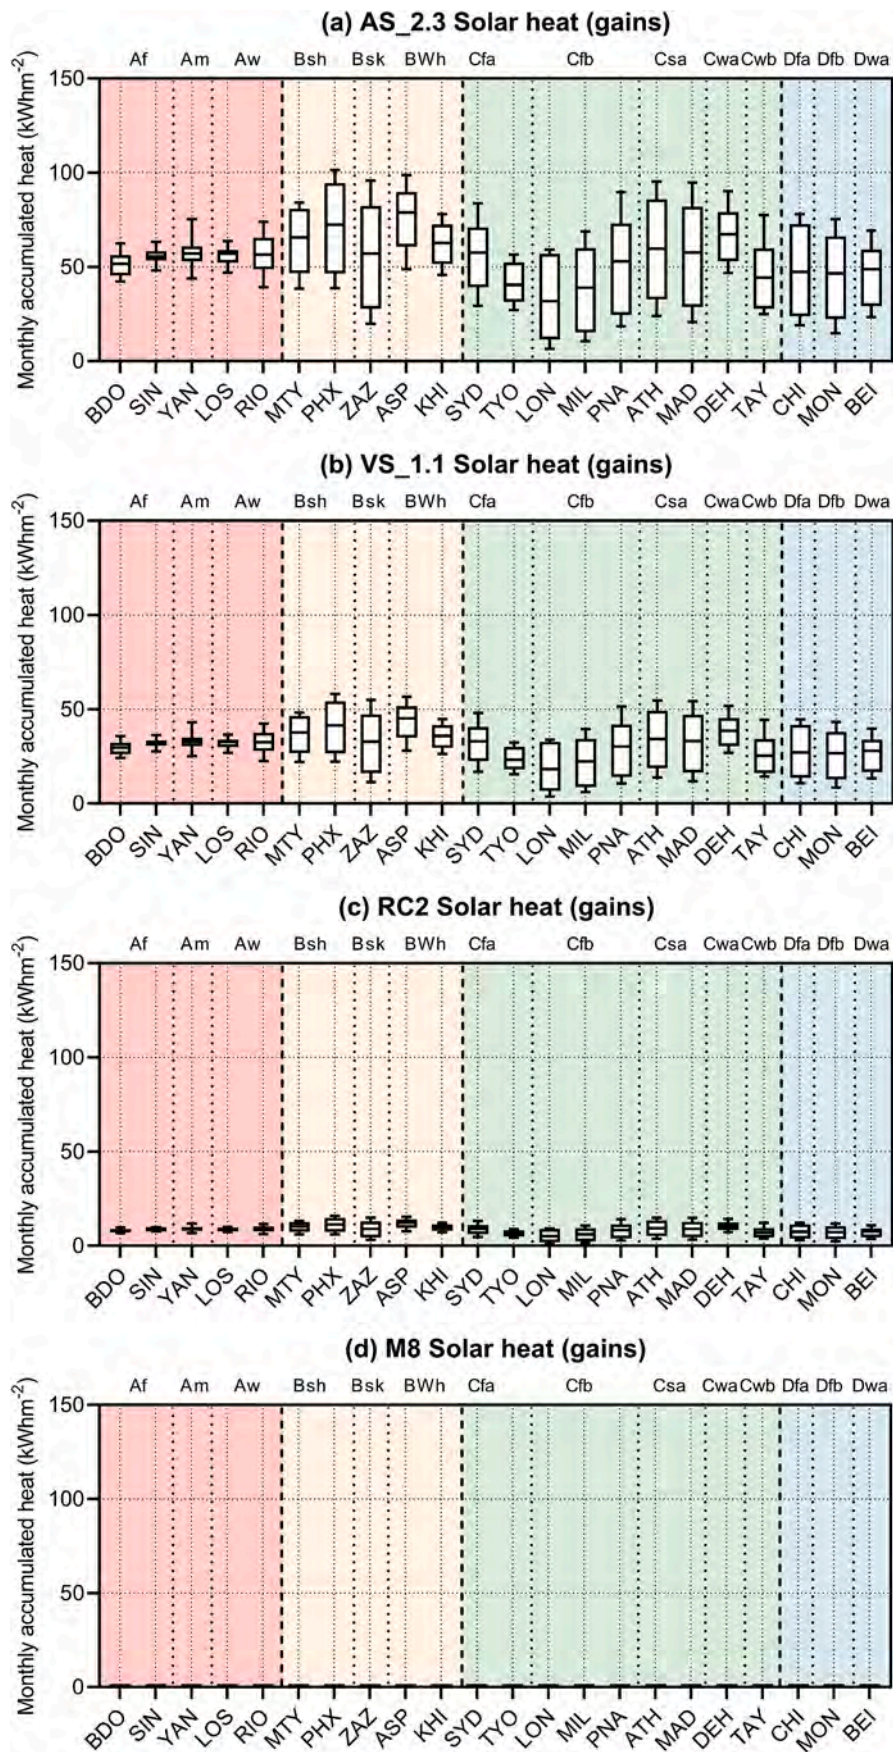 (a) AS_2.3 Solar heat (gains)
Af Am Aw Bsh Bsk BWh Cfa Cfb Csa Cwa Cwb Dfa Dfb Dwa
Monthly accumulated heat (kWhm⁻²)
150
100
50
0
BDO SIN YAN LOS RIO MTY PHX ZAZ ASP KHI SYD TYO LON MIL PNA ATH MAD DEH TAY CHI MON BEI
(b) VS_1.1 Solar heat (gains)
Af Am Aw Bsh Bsk BWh Cfa Cfb Csa Cwa Cwb Dfa Dfb Dwa
Monthly accumulated heat (kWhm⁻²)
150
100
50
0
BDO SIN YAN LOS RIO MTY PHX ZAZ ASP KHI SYD TYO LON MIL PNA ATH MAD DEH TAY CHI MON BEI
(c) RC2 Solar heat (gains)
Af Am Aw Bsh Bsk BWh Cfa Cfb Csa Cwa Cwb Dfa Dfb Dwa
Monthly accumulated heat (kWhm⁻²)
150
100
50
0
BDO SIN YAN LOS RIO MTY PHX ZAZ ASP KHI SYD TYO LON MIL PNA ATH MAD DEH TAY CHI MON BEI
(d) M8 Solar heat (gains)
Af Am Aw Bsh Bsk BWh Cfa Cfb Csa Cwa Cwb Dfa Dfb Dwa
Monthly accumulated heat (kWhm⁻²)
150
100
50
0
BDO SIN YAN LOS RIO MTY PHX ZAZ ASP KHI SYD TYO LON MIL PNA ATH MAD DEH TAY CHI MON BEI